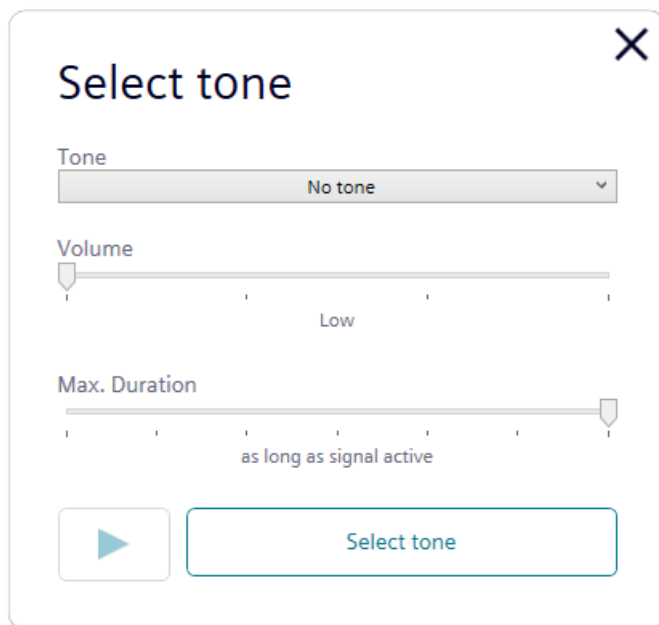 Select tone
Tone
No tone
Volume
Low
Max. Duration
as long as signal active
Select tone